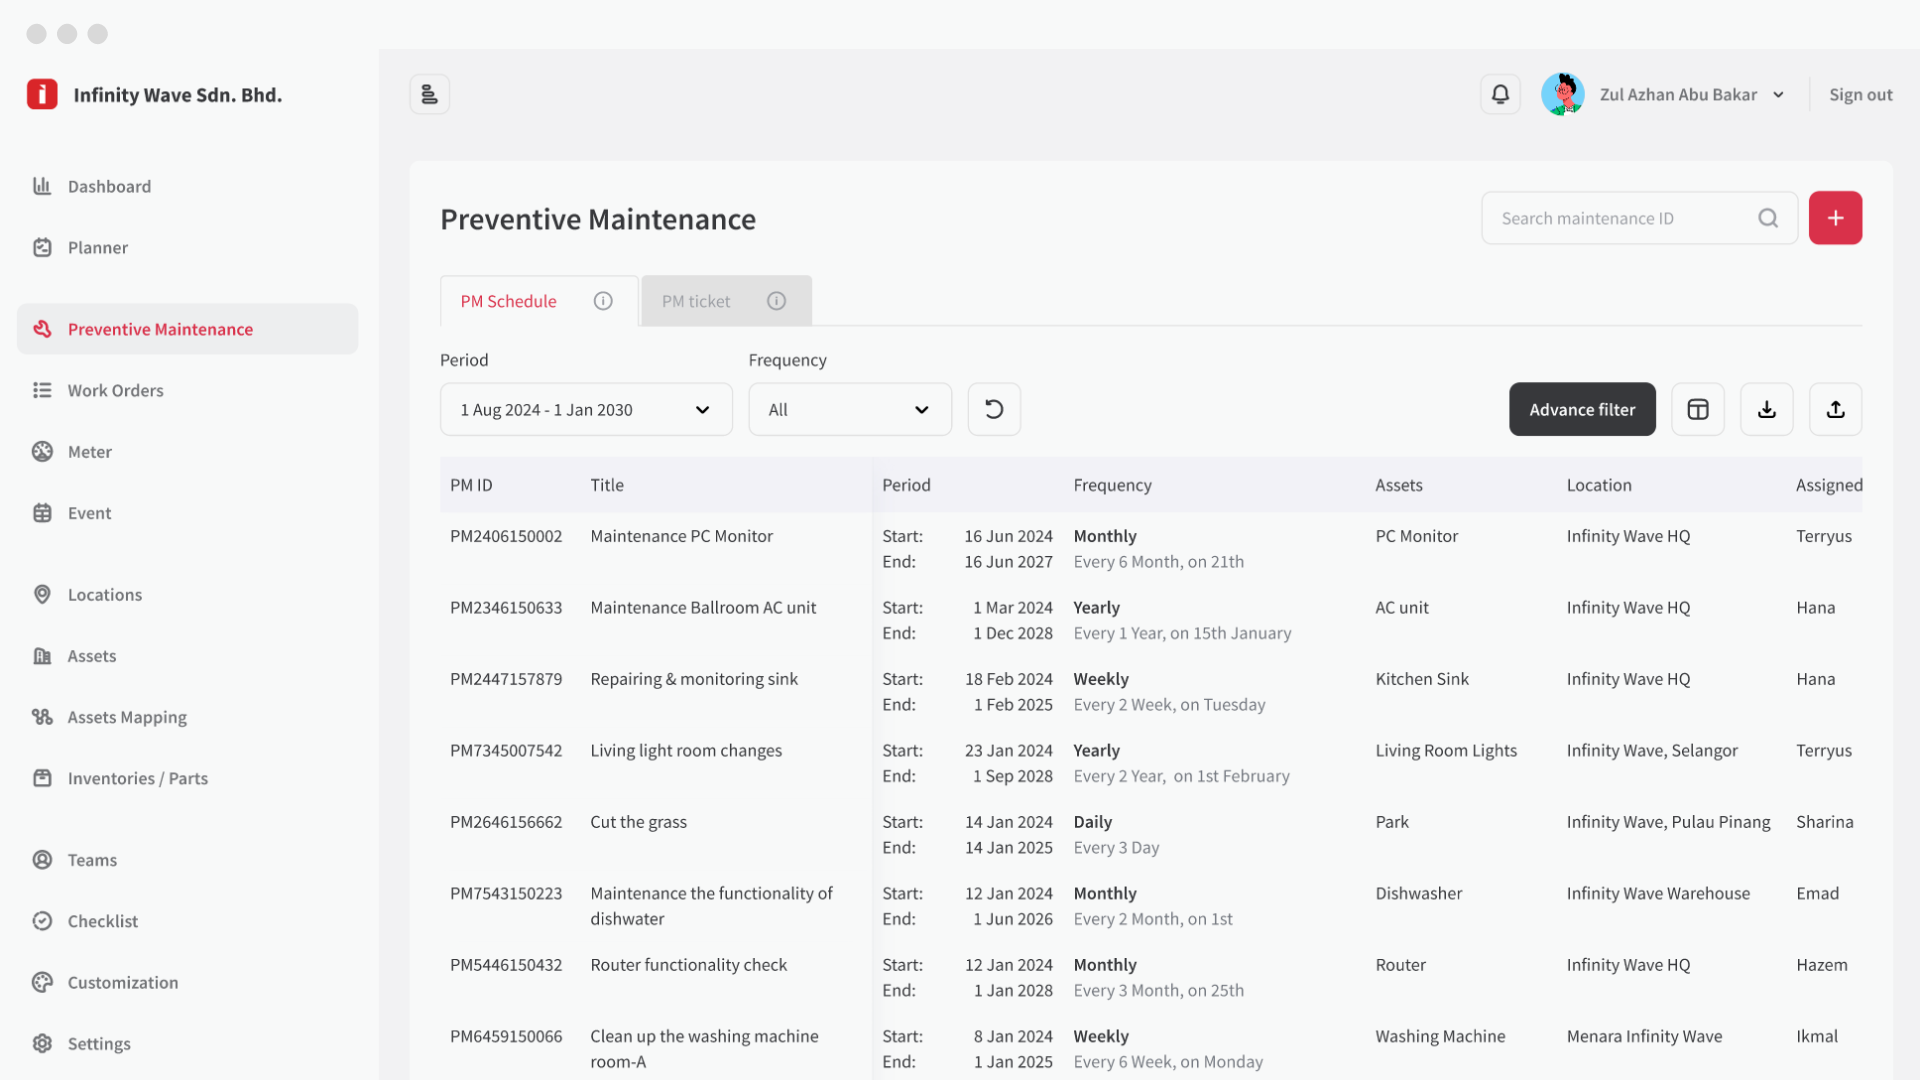 Infinity Wave Sdn. Bhd.
Zul Azhan Abu Bakar
Sign out
Dashboard
Planner
Preventive Maintenance
Work Orders
Meter
Event
Locations
Assets
Assets Mapping
Inventories / Parts
Teams
Checklist
Customization
Settings
Preventive Maintenance
Search maintenance ID
PM Schedule
PM ticket
Period
Frequency
1 Aug 2024 - 1 Jan 2030
All
Advance filter
PM ID Title Period Frequency Assets Location Assigned
PM2406150002 Maintenance PC Monitor Start: 16 Jun 2024 Monthly PC Monitor Infinity Wave HQ Terryus
End: 16 Jun 2027 Every 6 Month, on 21th
PM2346150633 Maintenance Ballroom AC unit Start: 1 Mar 2024 Yearly AC unit Infinity Wave HQ Hana
End: 1 Dec 2028 Every 1 Year, on 15th January
PM2447157879 Repairing & monitoring sink Start: 18 Feb 2024 Weekly Kitchen Sink Infinity Wave HQ Hana
End: 1 Feb 2025 Every 2 Week, on Tuesday
PM7345007542 Living light room changes Start: 23 Jan 2024 Yearly Living Room Lights Infinity Wave, Selangor Terryus
End: 1 Sep 2028 Every 2 Year, on 1st February
PM2646156662 Cut the grass Start: 14 Jan 2024 Daily Park Infinity Wave, Pulau Pinang Sharina
End: 14 Jan 2025 Every 3 Day
PM7543150223 Maintenance the functionality of Start: 12 Jan 2024 Monthly Dishwasher Infinity Wave Warehouse Emad
dishwater End: 1 Jun 2026 Every 2 Month, on 1st
PM5446150432 Router functionality check Start: 12 Jan 2024 Monthly Router Infinity Wave HQ Hazem
End: 1 Jan 2028 Every 3 Month, on 25th
PM6459150066 Clean up the washing machine Start: 8 Jan 2024 Weekly Washing Machine Menara Infinity Wave Ikmal
room-A End: 1 Jan 2025 Every 6 Week, on Monday